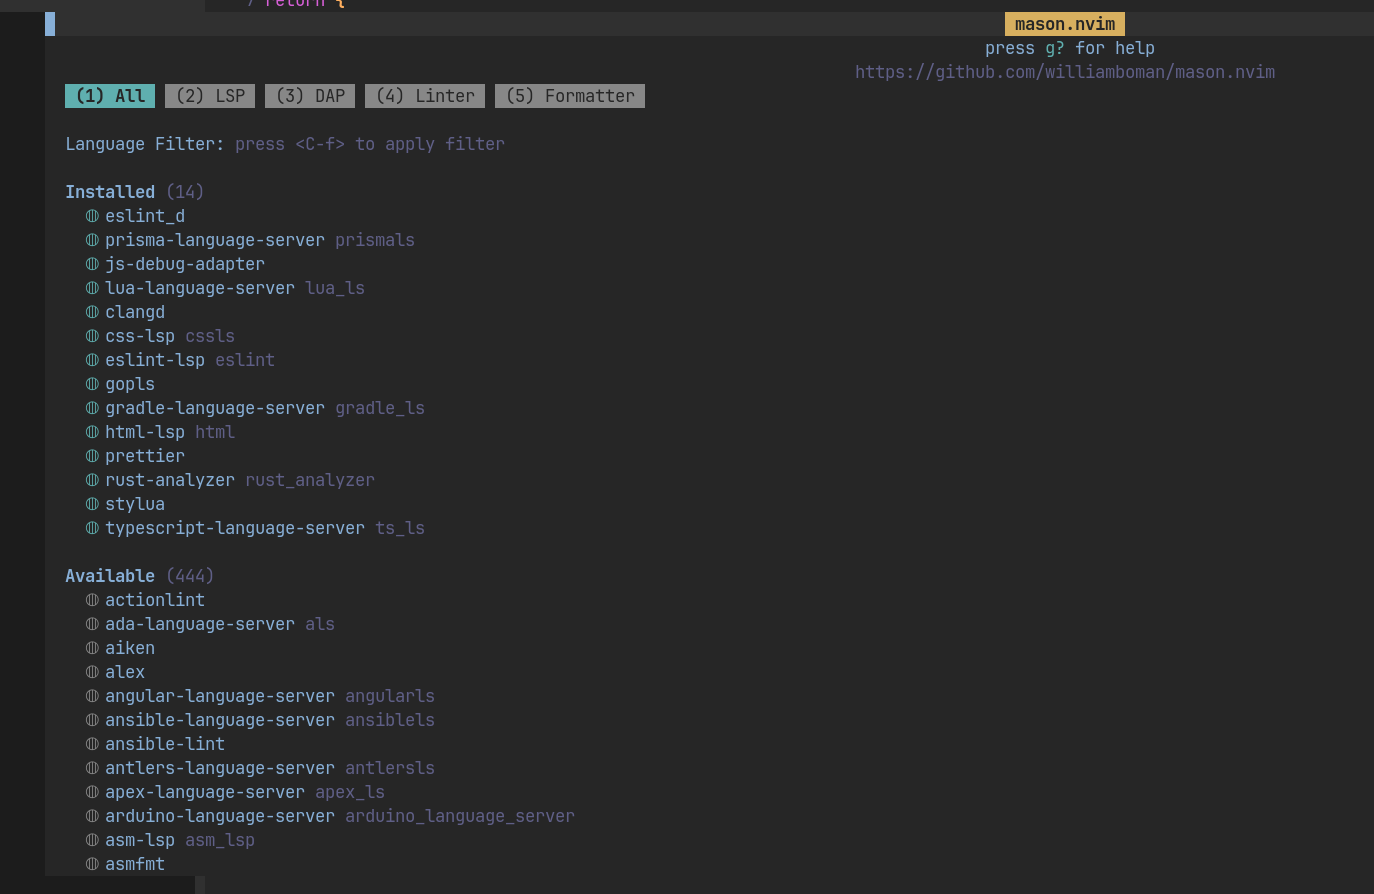 return {
mason.nvim
press g? for help
https://github.com/williamboman/mason.nvim
(1) All (2) LSP (3) DAP (4) Linter (5) Formatter
Language Filter: press <C-f> to apply filter
Installed (14)
eslint_d
prisma-language-server prismals
js-debug-adapter
lua-language-server lua_ls
clangd
css-lsp cssls
eslint-lsp eslint
gopls
gradle-language-server gradle_ls
html-lsp html
prettier
rust-analyzer rust_analyzer
stylua
typescript-language-server ts_ls
Available (444)
actionlint
ada-language-server als
aiken
alex
angular-language-server angularls
ansible-language-server ansiblels
ansible-lint
antlers-language-server antlersls
apex-language-server apex_ls
arduino-language-server arduino_language_server
asm-lsp asm_lsp
asmfmt